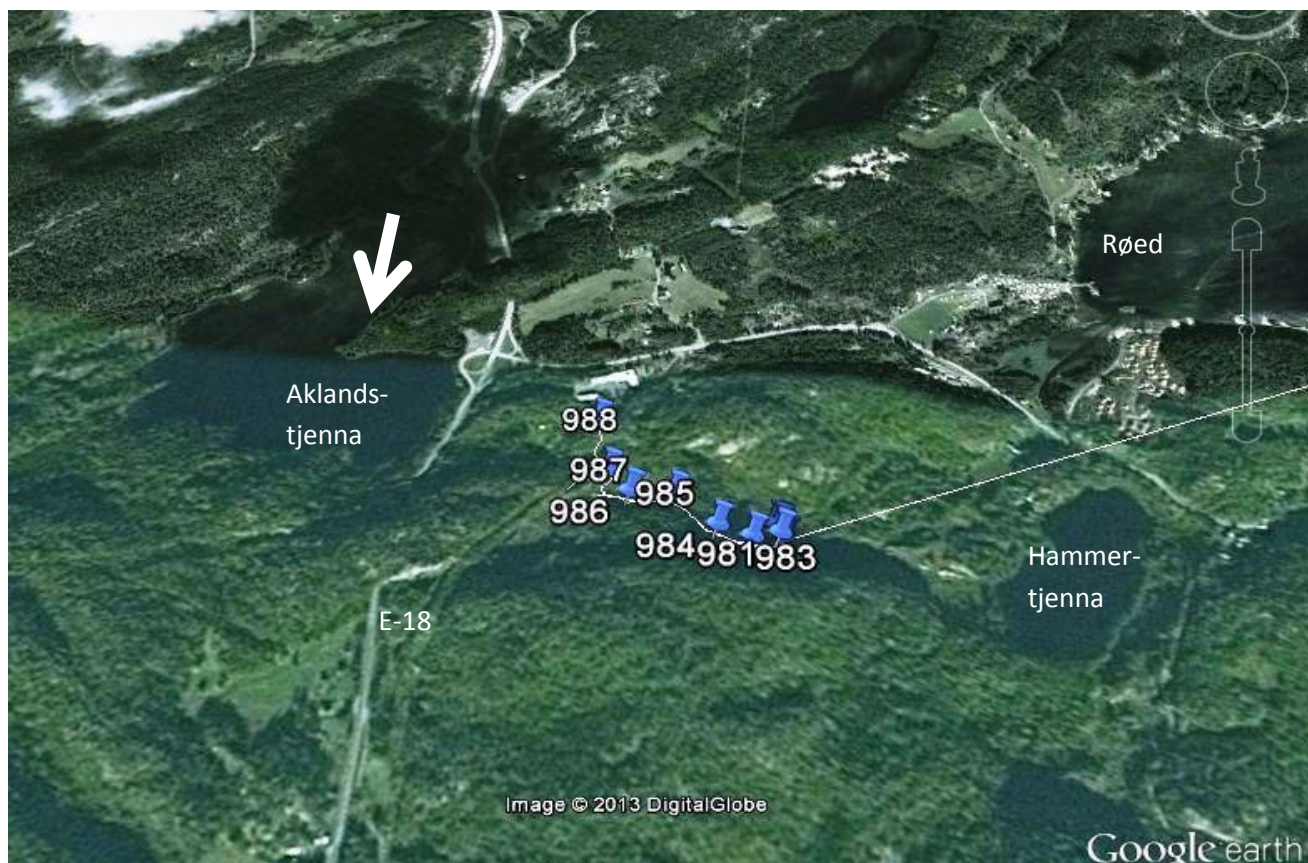 Røed
Aklands-
tjenna
988
987
985
986
984
981
983
Hammer-
tjenna
E-18
Image © 2013 DigitalGlobe
Google earth